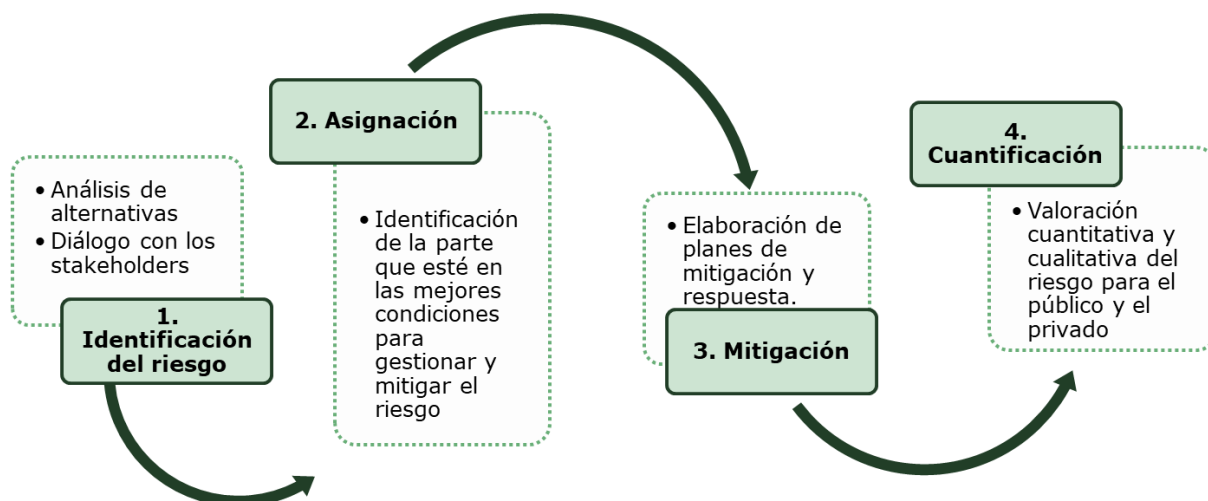 • Análisis de
alternativas
• Diálogo con los
stakeholders
1.
Identificación
del riesgo
2. Asignación
• Identificación
de la parte
que esté en
las mejores
condiciones
para
gestionar y
mitigar el
riesgo
• Elaboración de
planes de
mitigación y
respuesta.
3. Mitigación
4.
Cuantificación
• Valoración
cuantitativa y
cualitativa del
riesgo para el
público y el
privado